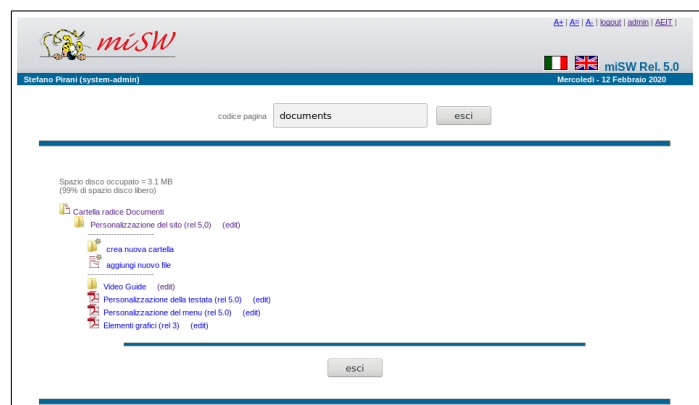 A+ | A= | A- | logout | admin | AEIT |
miSW
miSW Rel. 5.0
Stefano Pirani (system-admin)
Mercoledì - 12 Febbraio 2020
codice pagina
documents
esci
Spazio disco occupato = 3.1 MB
(99% di spazio disco libero)
Cartella radice Documenti
Personalizzazione del sito (rel 5,0) (edit)
-----------------------
crea nuova cartella
aggiungi nuovo file
-----------------------
Video Guide (edit)
Personalizzazione della testata (rel 5.0) (edit)
Personalizzazione del menu (rel 5.0) (edit)
Elementi grafici (rel 3) (edit)
esci